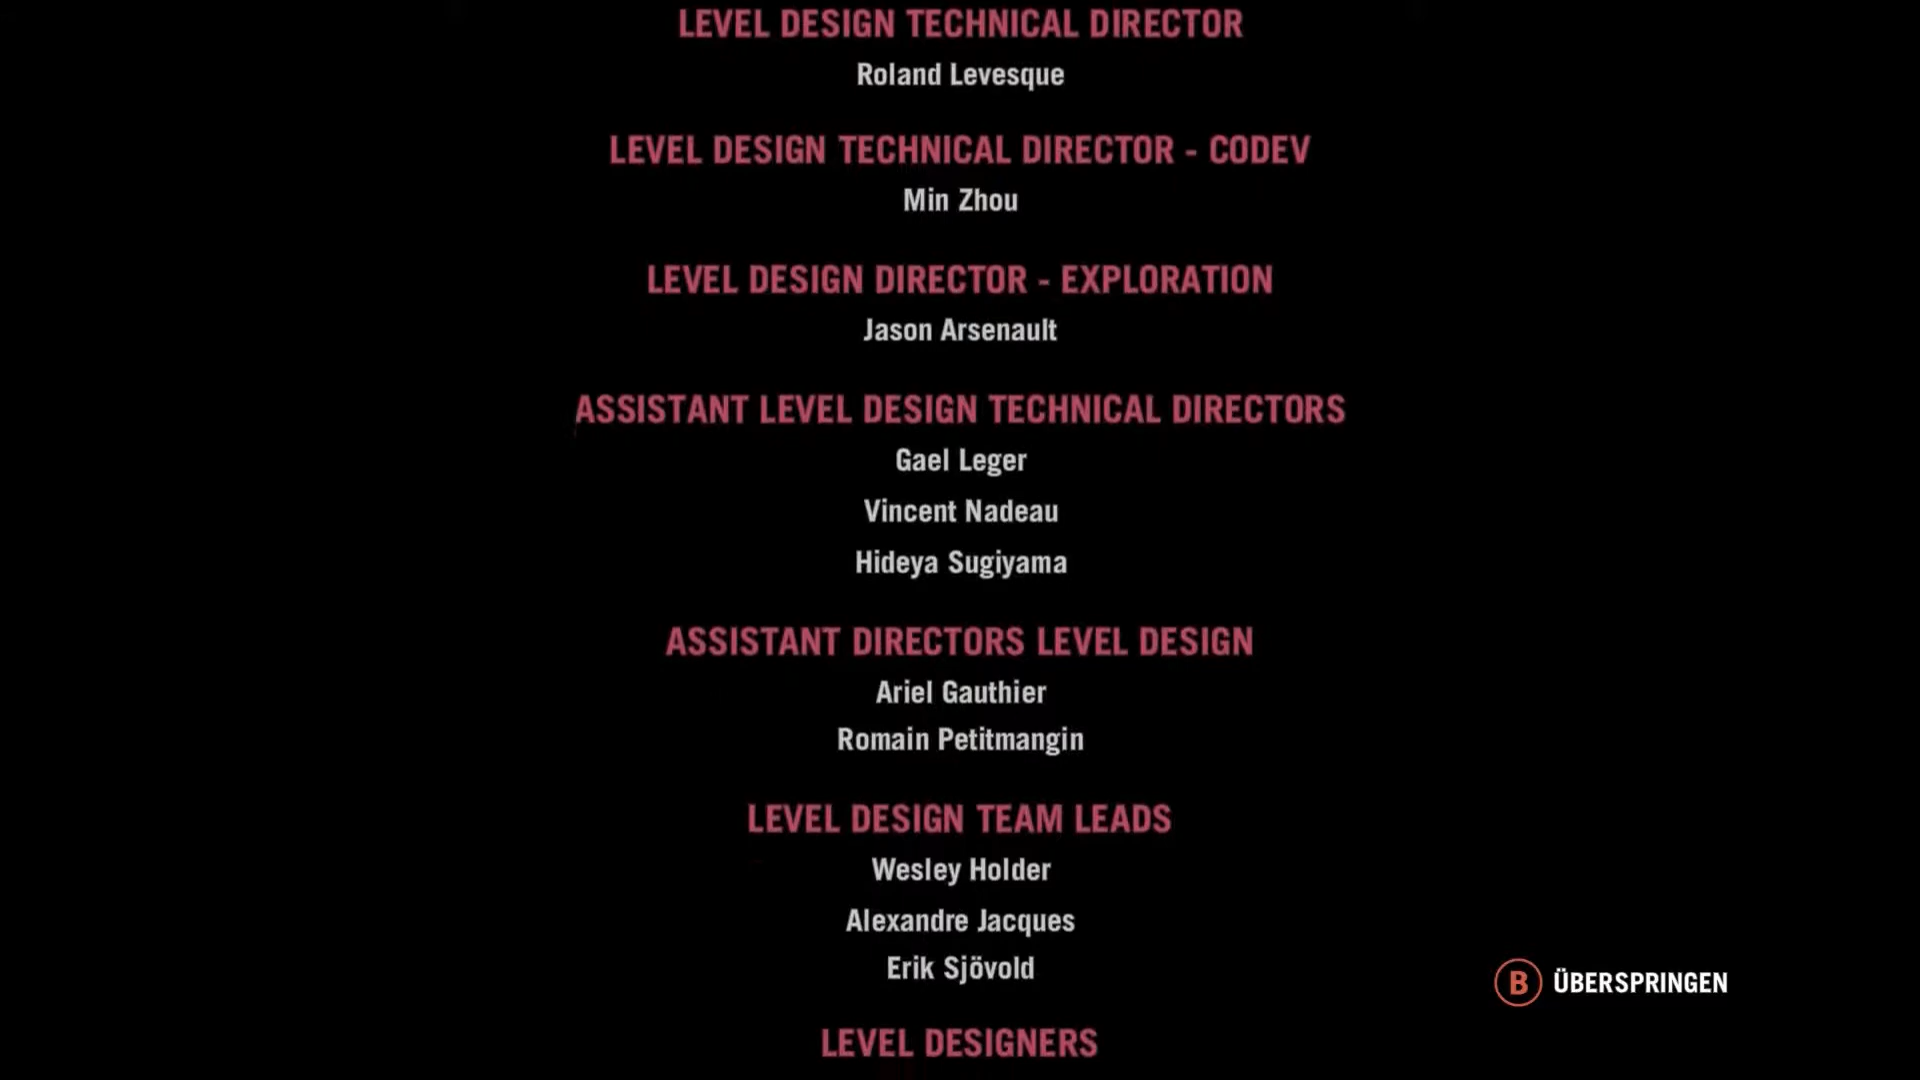 LEVEL DESIGN TECHNICAL DIRECTOR
Roland Levesque
LEVEL DESIGN TECHNICAL DIRECTOR - CODEV
Min Zhou
LEVEL DESIGN DIRECTOR - EXPLORATION
Jason Arsenault
ASSISTANT LEVEL DESIGN TECHNICAL DIRECTORS
Gael Leger
Vincent Nadeau
Hideya Sugiyama
ASSISTANT DIRECTORS LEVEL DESIGN
Ariel Gauthier
Romain Petitmangin
LEVEL DESIGN TEAM LEADS
Wesley Holder
Alexandre Jacques
Erik Sjövold
B ÜBERSPRINGEN
LEVEL DESIGNERS